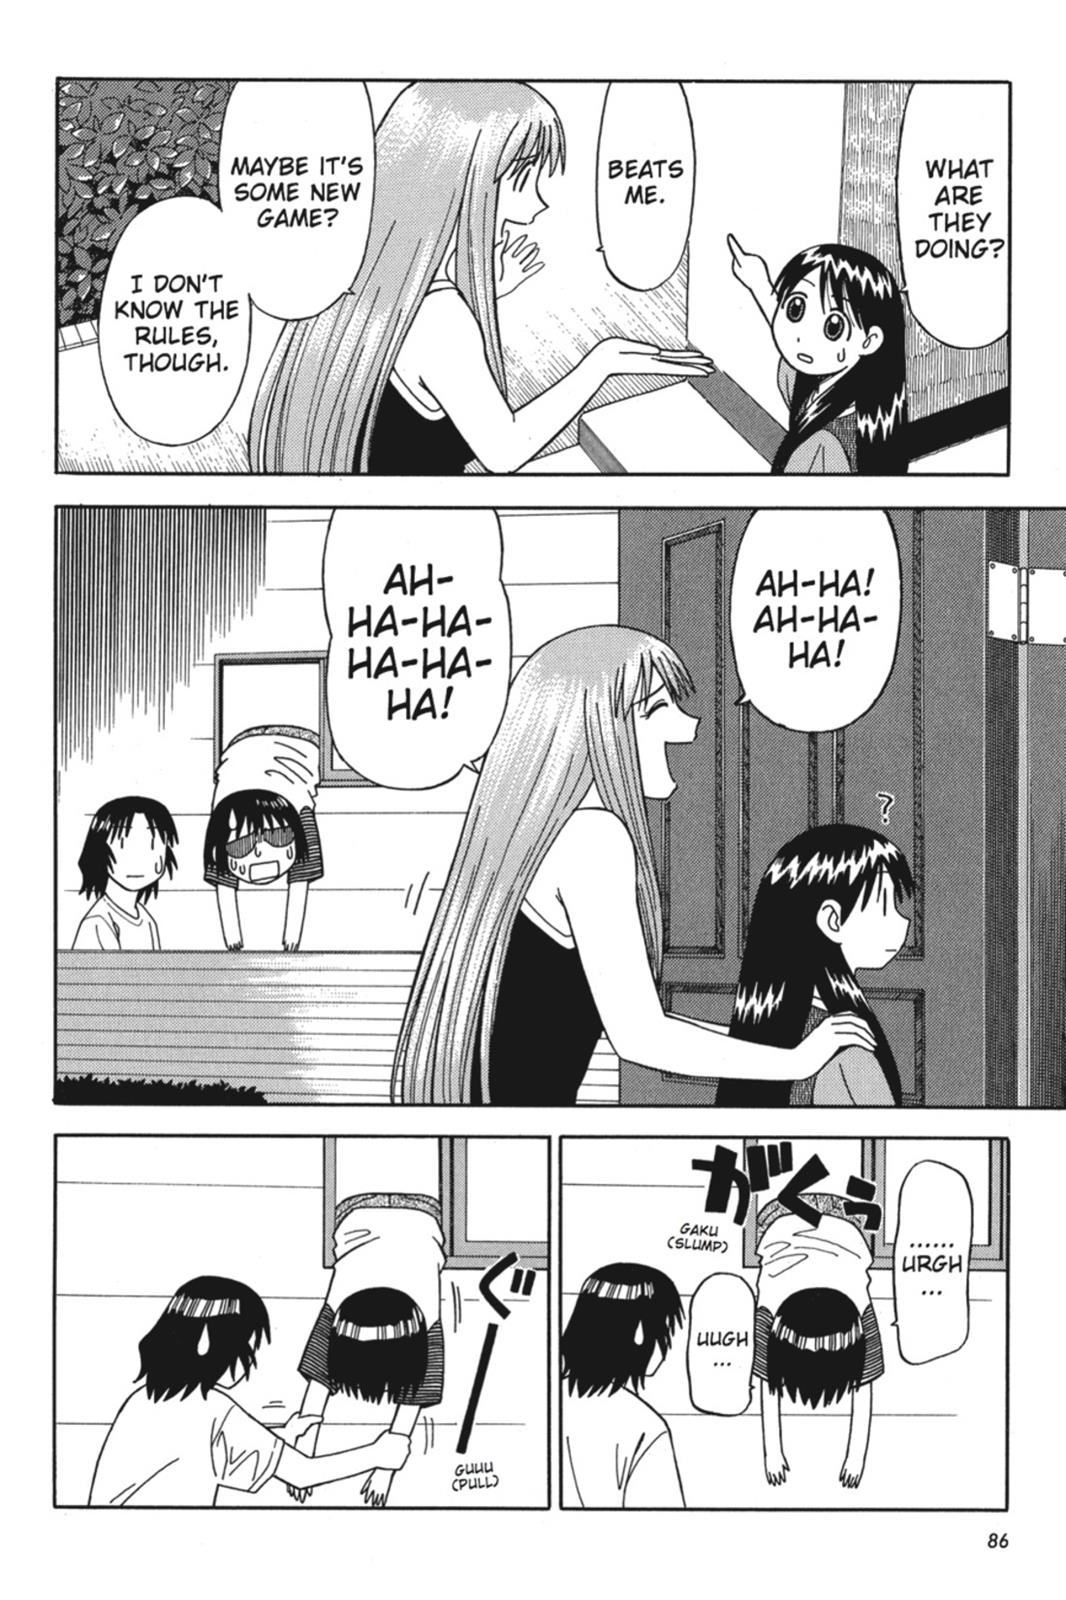 WHAT
ARE
THEY
DOING?
BEATS
ME.
MAYBE IT'S
SOME NEW
GAME?
I DON'T
KNOW THE
RULES,
THOUGH.
AH-HA!
AH-HA-
HA!
AH-
HA-HA-
HA-HA-
HA!
?
がくっ
GAKU
(SLUMP)
......
URGH
...
UUGH
...
ぐーっ
GUUU
(PULL)
86